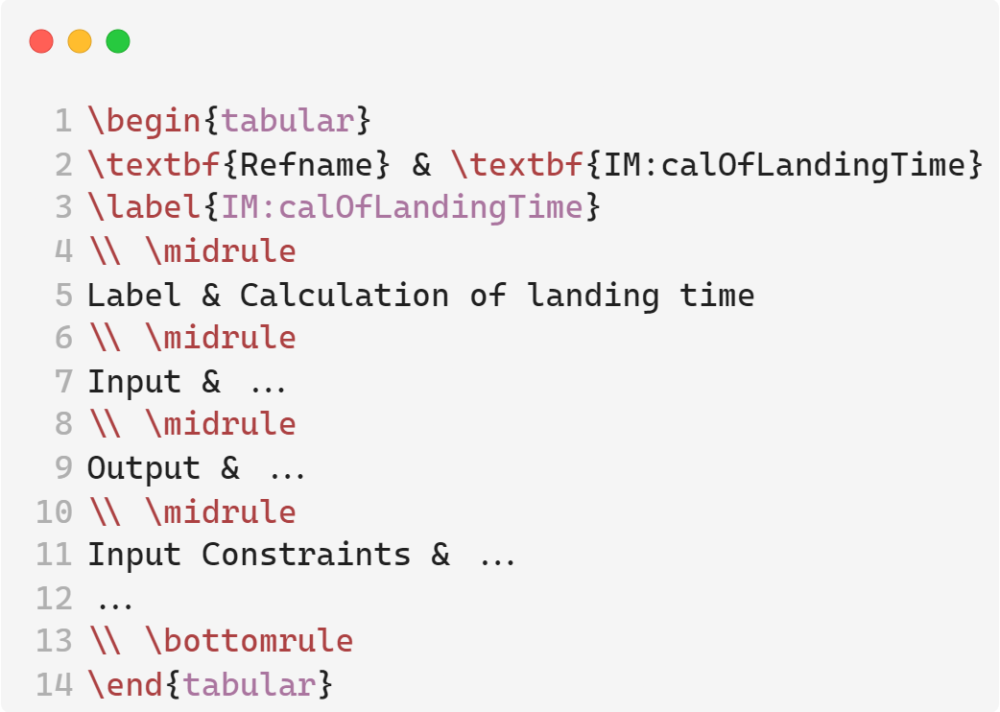 1 \begin{tabular}
2 \textbf{Refname} & \textbf{IM:calOfLandingTime}
3 \label{IM:calOfLandingTime}
4 \\ \midrule
5 Label & Calculation of landing time
6 \\ \midrule
7 Input & ...
8 \\ \midrule
9 Output & ...
10 \\ \midrule
11 Input Constraints & ...
12 ...
13 \\ \bottomrule
14 \end{tabular}